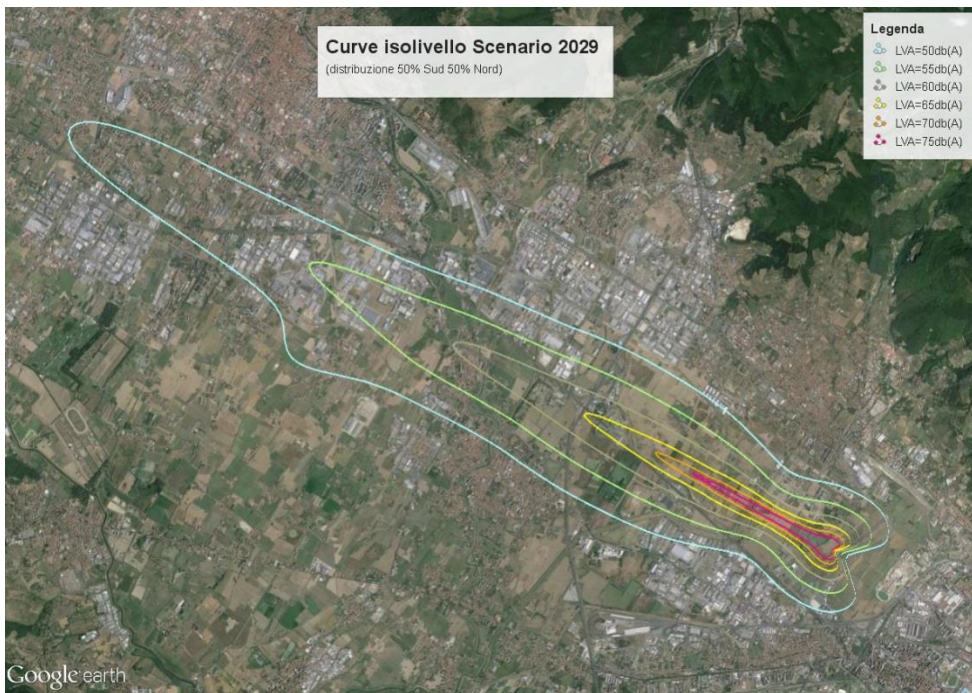 Curve isolivello Scenario 2029
(distribuzione 50% Sud 50% Nord)
Legenda
LVA=50db(A)
LVA=55db(A)
LVA=60db(A)
LVA=65db(A)
LVA=70db(A)
LVA=75db(A)
Google earth